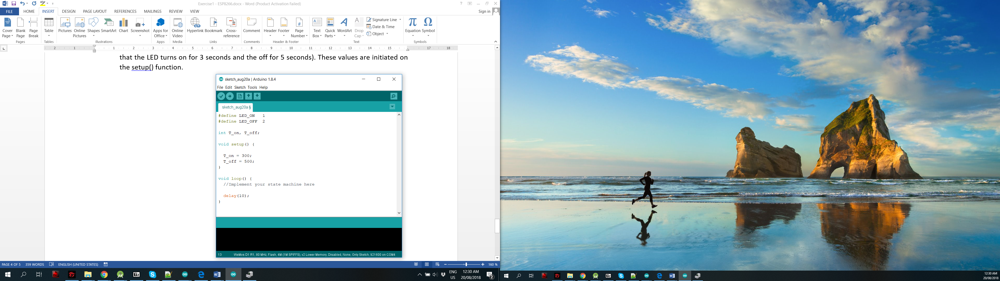 Exercise1 - ESP8266.docx - Word (Product Activation Failed)
FILE HOME INSERT DESIGN PAGE LAYOUT REFERENCES MAILINGS REVIEW VIEW Sign in
Cover Page Blank Page Page Break Table Pictures Online Pictures Shapes SmartArt Chart Screenshot Apps for Office Online Video Hyperlink Bookmark Cross-reference Comment Header Footer Page Number Text Box Quick Parts WordArt Drop Cap Signature Line Date & Time Object Equation Symbol
Pages Tables Illustrations Apps Media Links Comments Header & Footer Text Symbols
2 1 1 2 3 4 5 6 7 8 9 10 11 12 13 14 15 17 18
that the LED turns on for 3 seconds and the off for 5 seconds). These values are initiated on
the setup() function.
sketch_aug20a | Arduino 1.8.4
File Edit Sketch Tools Help
sketch_aug20a §
#define LED_ON 1
#define LED_OFF 2
int T_on, T_off;
void setup() {
T_on = 300;
T_off = 500;
}
void loop() {
//Implement your state machine here
delay(10);
}
13 WeMos D1 R1, 80 MHz, Flash, 4M (1M SPIFFS), v2 Lower Memory, Disabled, None, Only Sketch, 921600 on COM4
PAGE 4 OF 5 359 WORDS ENGLISH (UNITED STATES) 160 %
ENG
US
12:30 AM
20/08/2018
2
12:30 AM
20/08/2018